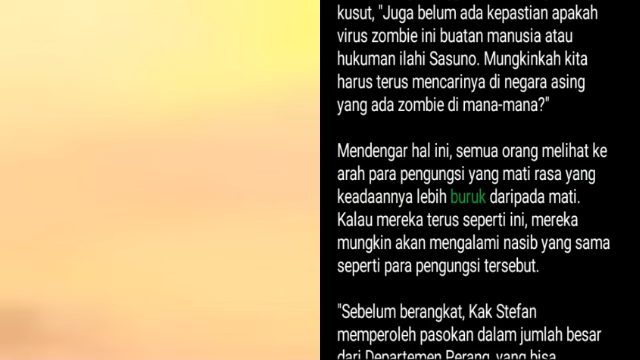 kusut, "Juga belum ada kepastian apakah
virus zombie ini buatan manusia atau
hukuman ilahi Sasuno. Mungkinkah kita
harus terus mencarinya di negara asing
yang ada zombie di mana-mana?"
Mendengar hal ini, semua orang melihat ke
arah para pengungsi yang mati rasa yang
keadaannya lebih buruk daripada mati.
Kalau mereka terus seperti ini, mereka
mungkin akan mengalami nasib yang sama
seperti para pengungsi tersebut.
"Sebelum berangkat, Kak Stefan
memperoleh pasokan dalam jumlah besar
dari Departemen Perang, yang bisa